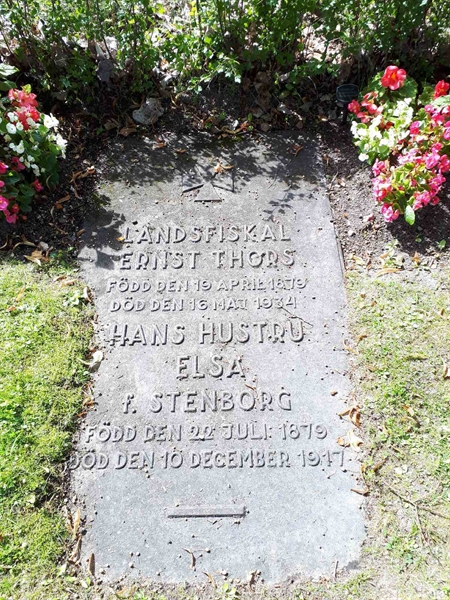 LANDSFISKAL
ERNST THORS
FÖDD DEN 19 APRIL 1879
DÖD DEN 16 MAJ 1934
HANS HUSTRU
ELSA
F. STENBORG
FÖDD DEN 22 JULI 1879
DÖD DEN 10 DECEMBER 1917